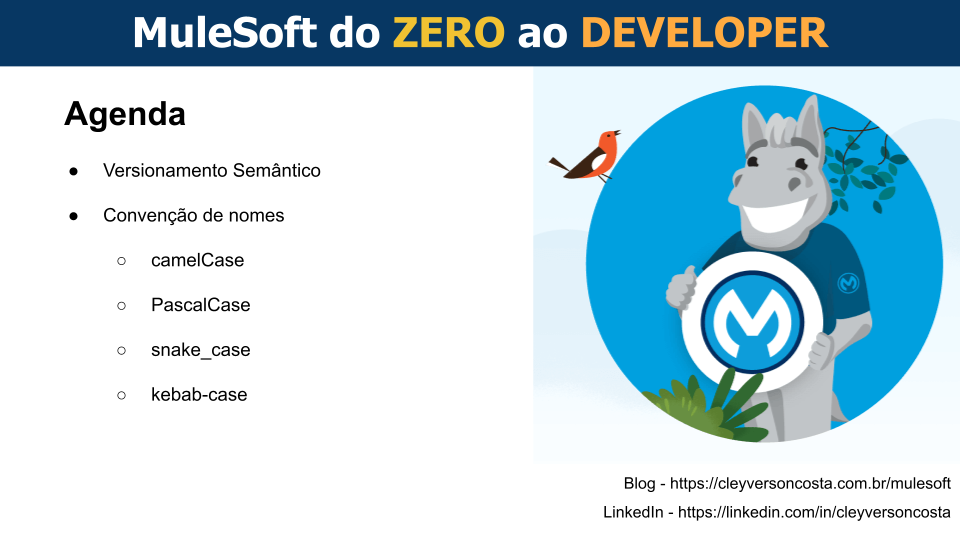 MuleSoft do ZERO ao DEVELOPER
Agenda
● Versionamento Semântico
● Convenção de nomes
○ camelCase
○ PascalCase
○ snake_case
○ kebab-case
Blog - https://cleyversoncosta.com.br/mulesoft
LinkedIn - https://linkedin.com/in/cleyversoncosta